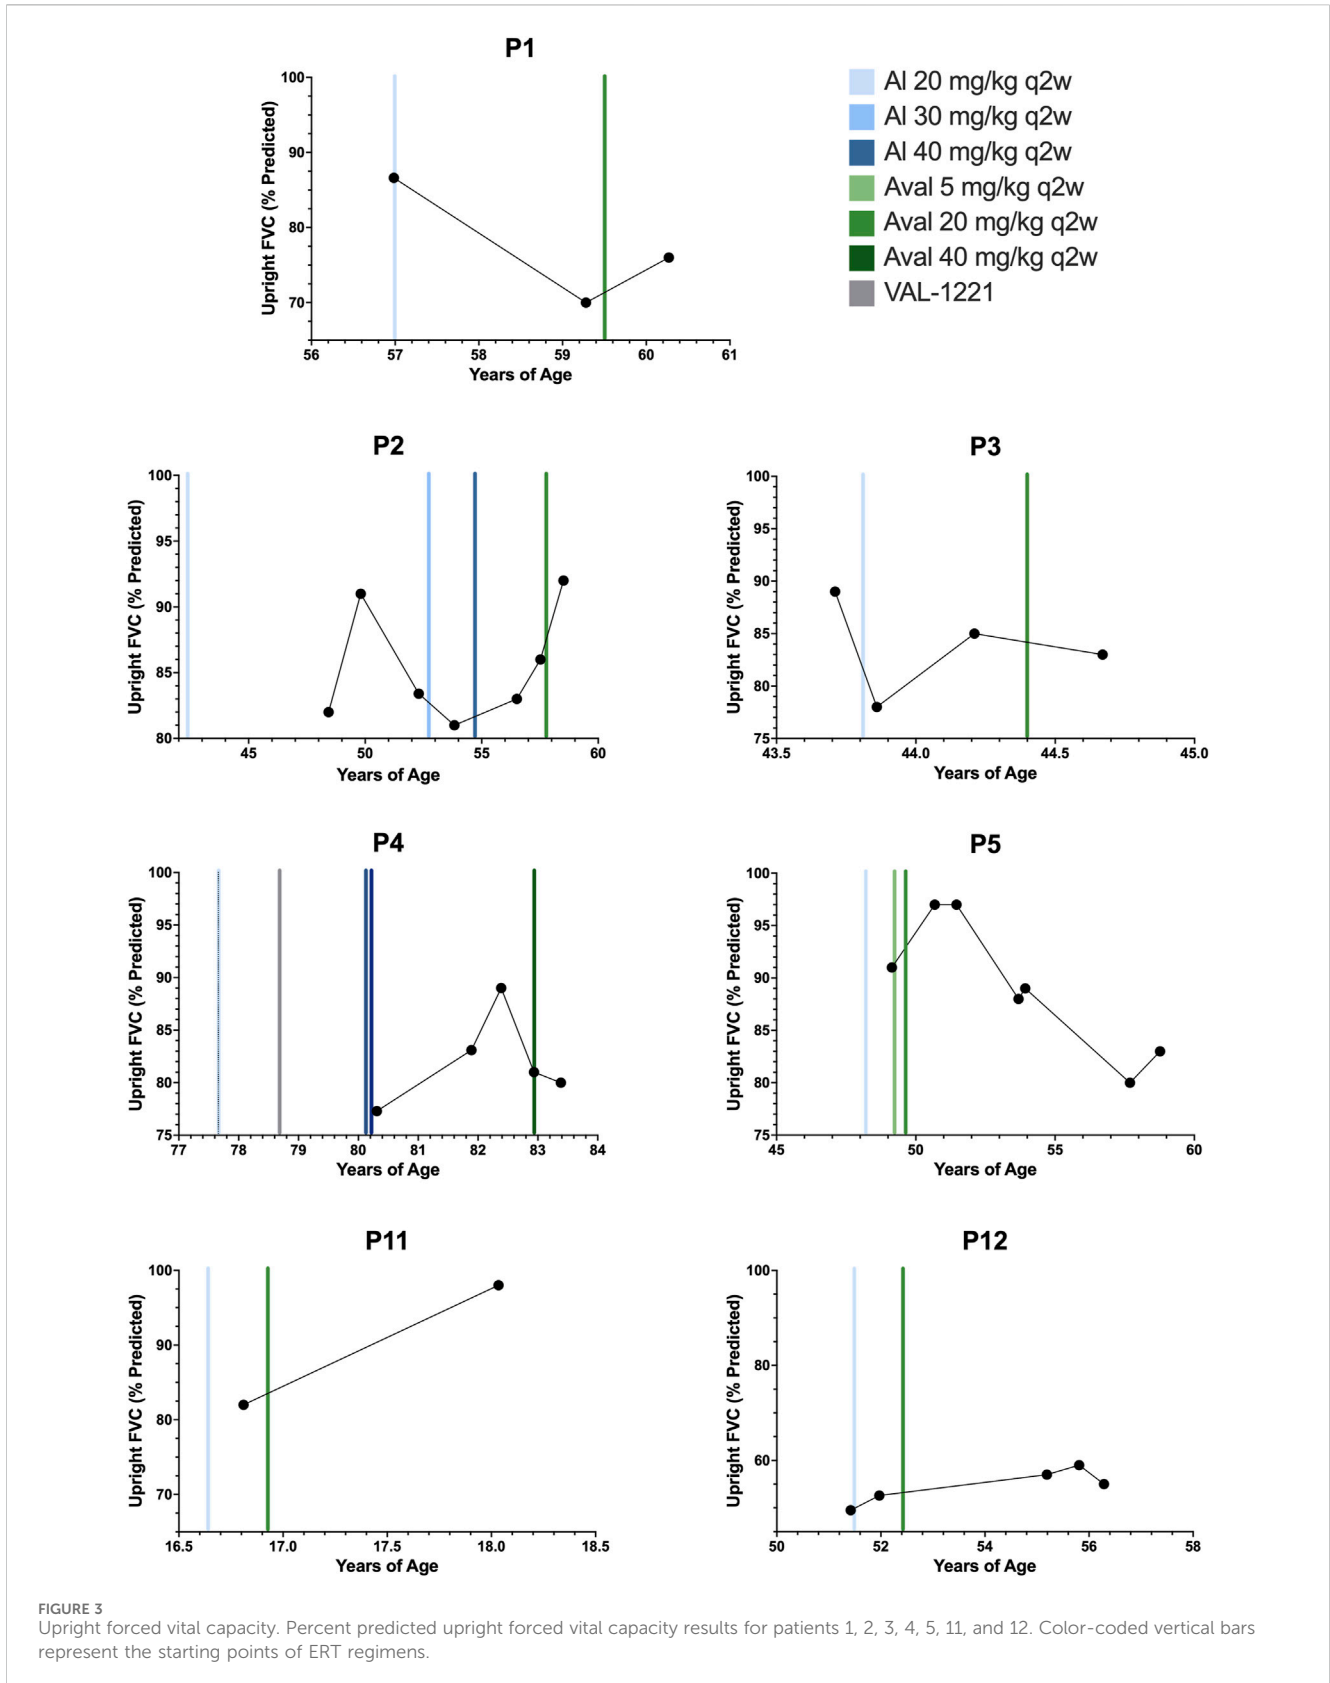 P1
Upright FVC (% Predicted)
100
90
80
70
56 57 58 59 60 61
Years of Age
Al 20 mg/kg q2w
Al 30 mg/kg q2w
Al 40 mg/kg q2w
Aval 5 mg/kg q2w
Aval 20 mg/kg q2w
Aval 40 mg/kg q2w
VAL-1221
P2
Upright FVC (% Predicted)
100
95
90
85
80
45 50 55 60
Years of Age
P3
Upright FVC (% Predicted)
100
95
90
85
80
75
43.5 44.0 44.5 45.0
Years of Age
P4
Upright FVC (% Predicted)
100
95
90
85
80
75
77 78 79 80 81 82 83 84
Years of Age
P5
Upright FVC (% Predicted)
100
95
90
85
80
75
45 50 55 60
Years of Age
P11
Upright FVC (% Predicted)
100
90
80
70
16.5 17.0 17.5 18.0 18.5
Years of Age
P12
Upright FVC (% Predicted)
100
80
60
50 52 54 56 58
Years of Age
FIGURE 3
Upright forced vital capacity. Percent predicted upright forced vital capacity results for patients 1, 2, 3, 4, 5, 11, and 12. Color-coded vertical bars
represent the starting points of ERT regimens.